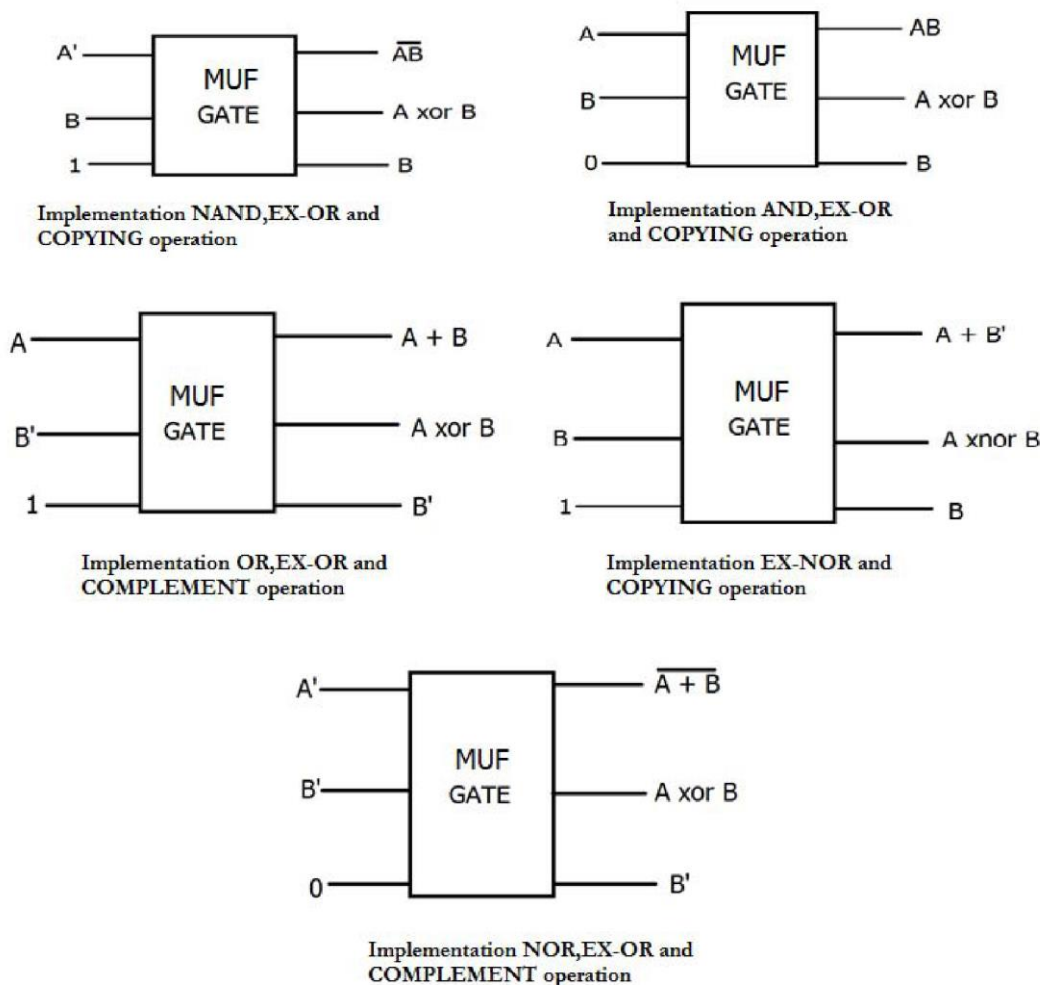 A'
B
1
MUF
GATE
A̅B̅
A xor B
B
Implementation NAND,EX-OR and
COPYING operation
A
B
0
MUF
GATE
AB
A xor B
B
Implementation AND,EX-OR
and COPYING operation
A
B'
1
MUF
GATE
A + B
A xor B
B'
Implementation OR,EX-OR and
COMPLEMENT operation
A
B
1
MUF
GATE
A + B'
A xnor B
B
Implementation EX-NOR and
COPYING operation
A'
B'
0
MUF
GATE
A̅ ̅+̅ ̅B̅
A xor B
B'
Implementation NOR,EX-OR and
COMPLEMENT operation